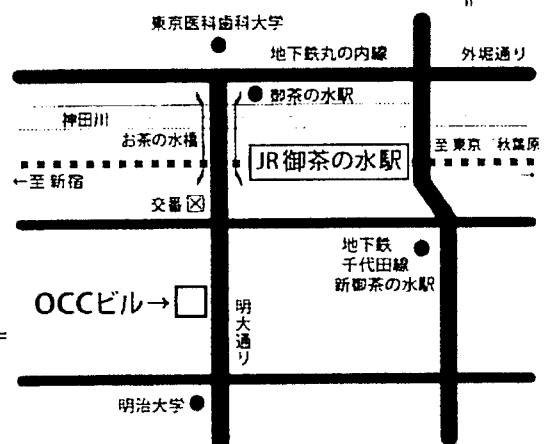 東京医科歯科大学
地下鉄丸の内線
外堀通り
御茶の水駅
神田川
お茶の水橋
JR御茶の水駅
至東京 秋葉原
→
←至 新宿
交番
地下鉄
千代田線
新御茶の水駅
OCCビル→
明大通り
明治大学